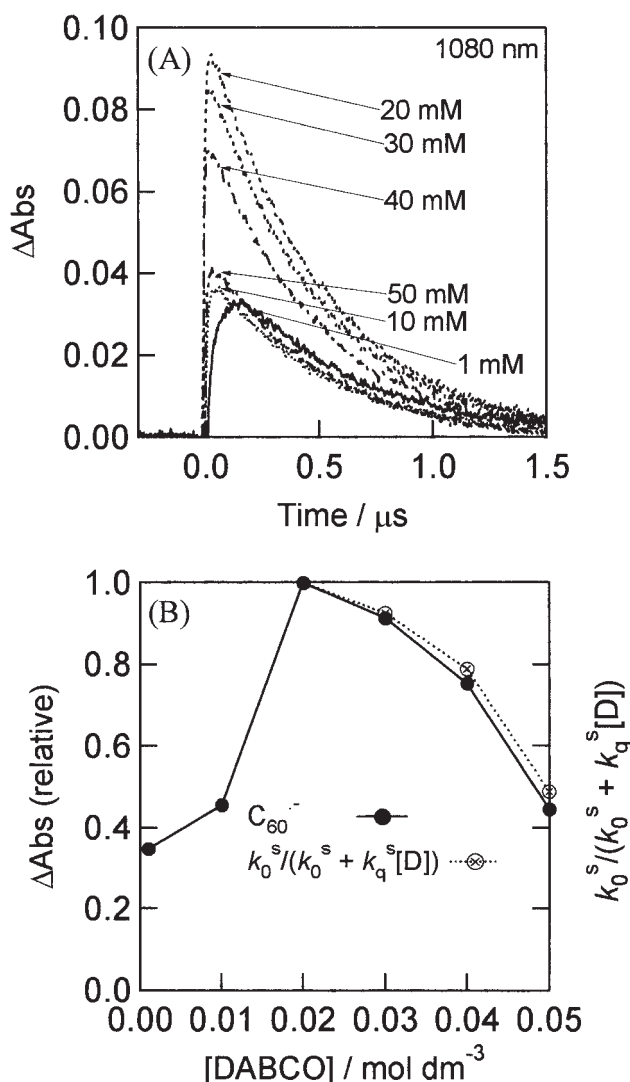 (A)
1080 nm
0.10
0.08
0.06
0.04
0.02
0.00
ΔAbs
20 mM
30 mM
40 mM
50 mM
10 mM
1 mM
0.0 0.5 1.0 1.5
Time / μs
(B)
1.0
0.8
0.6
0.4
0.2
0.0
ΔAbs (relative)
C₆₀·⁻
k₀ˢ/(k₀ˢ + k_qˢ[D])
k₀ˢ/(k₀ˢ + k_qˢ[D])
0.00 0.01 0.02 0.03 0.04 0.05
[DABCO] / mol dm⁻³